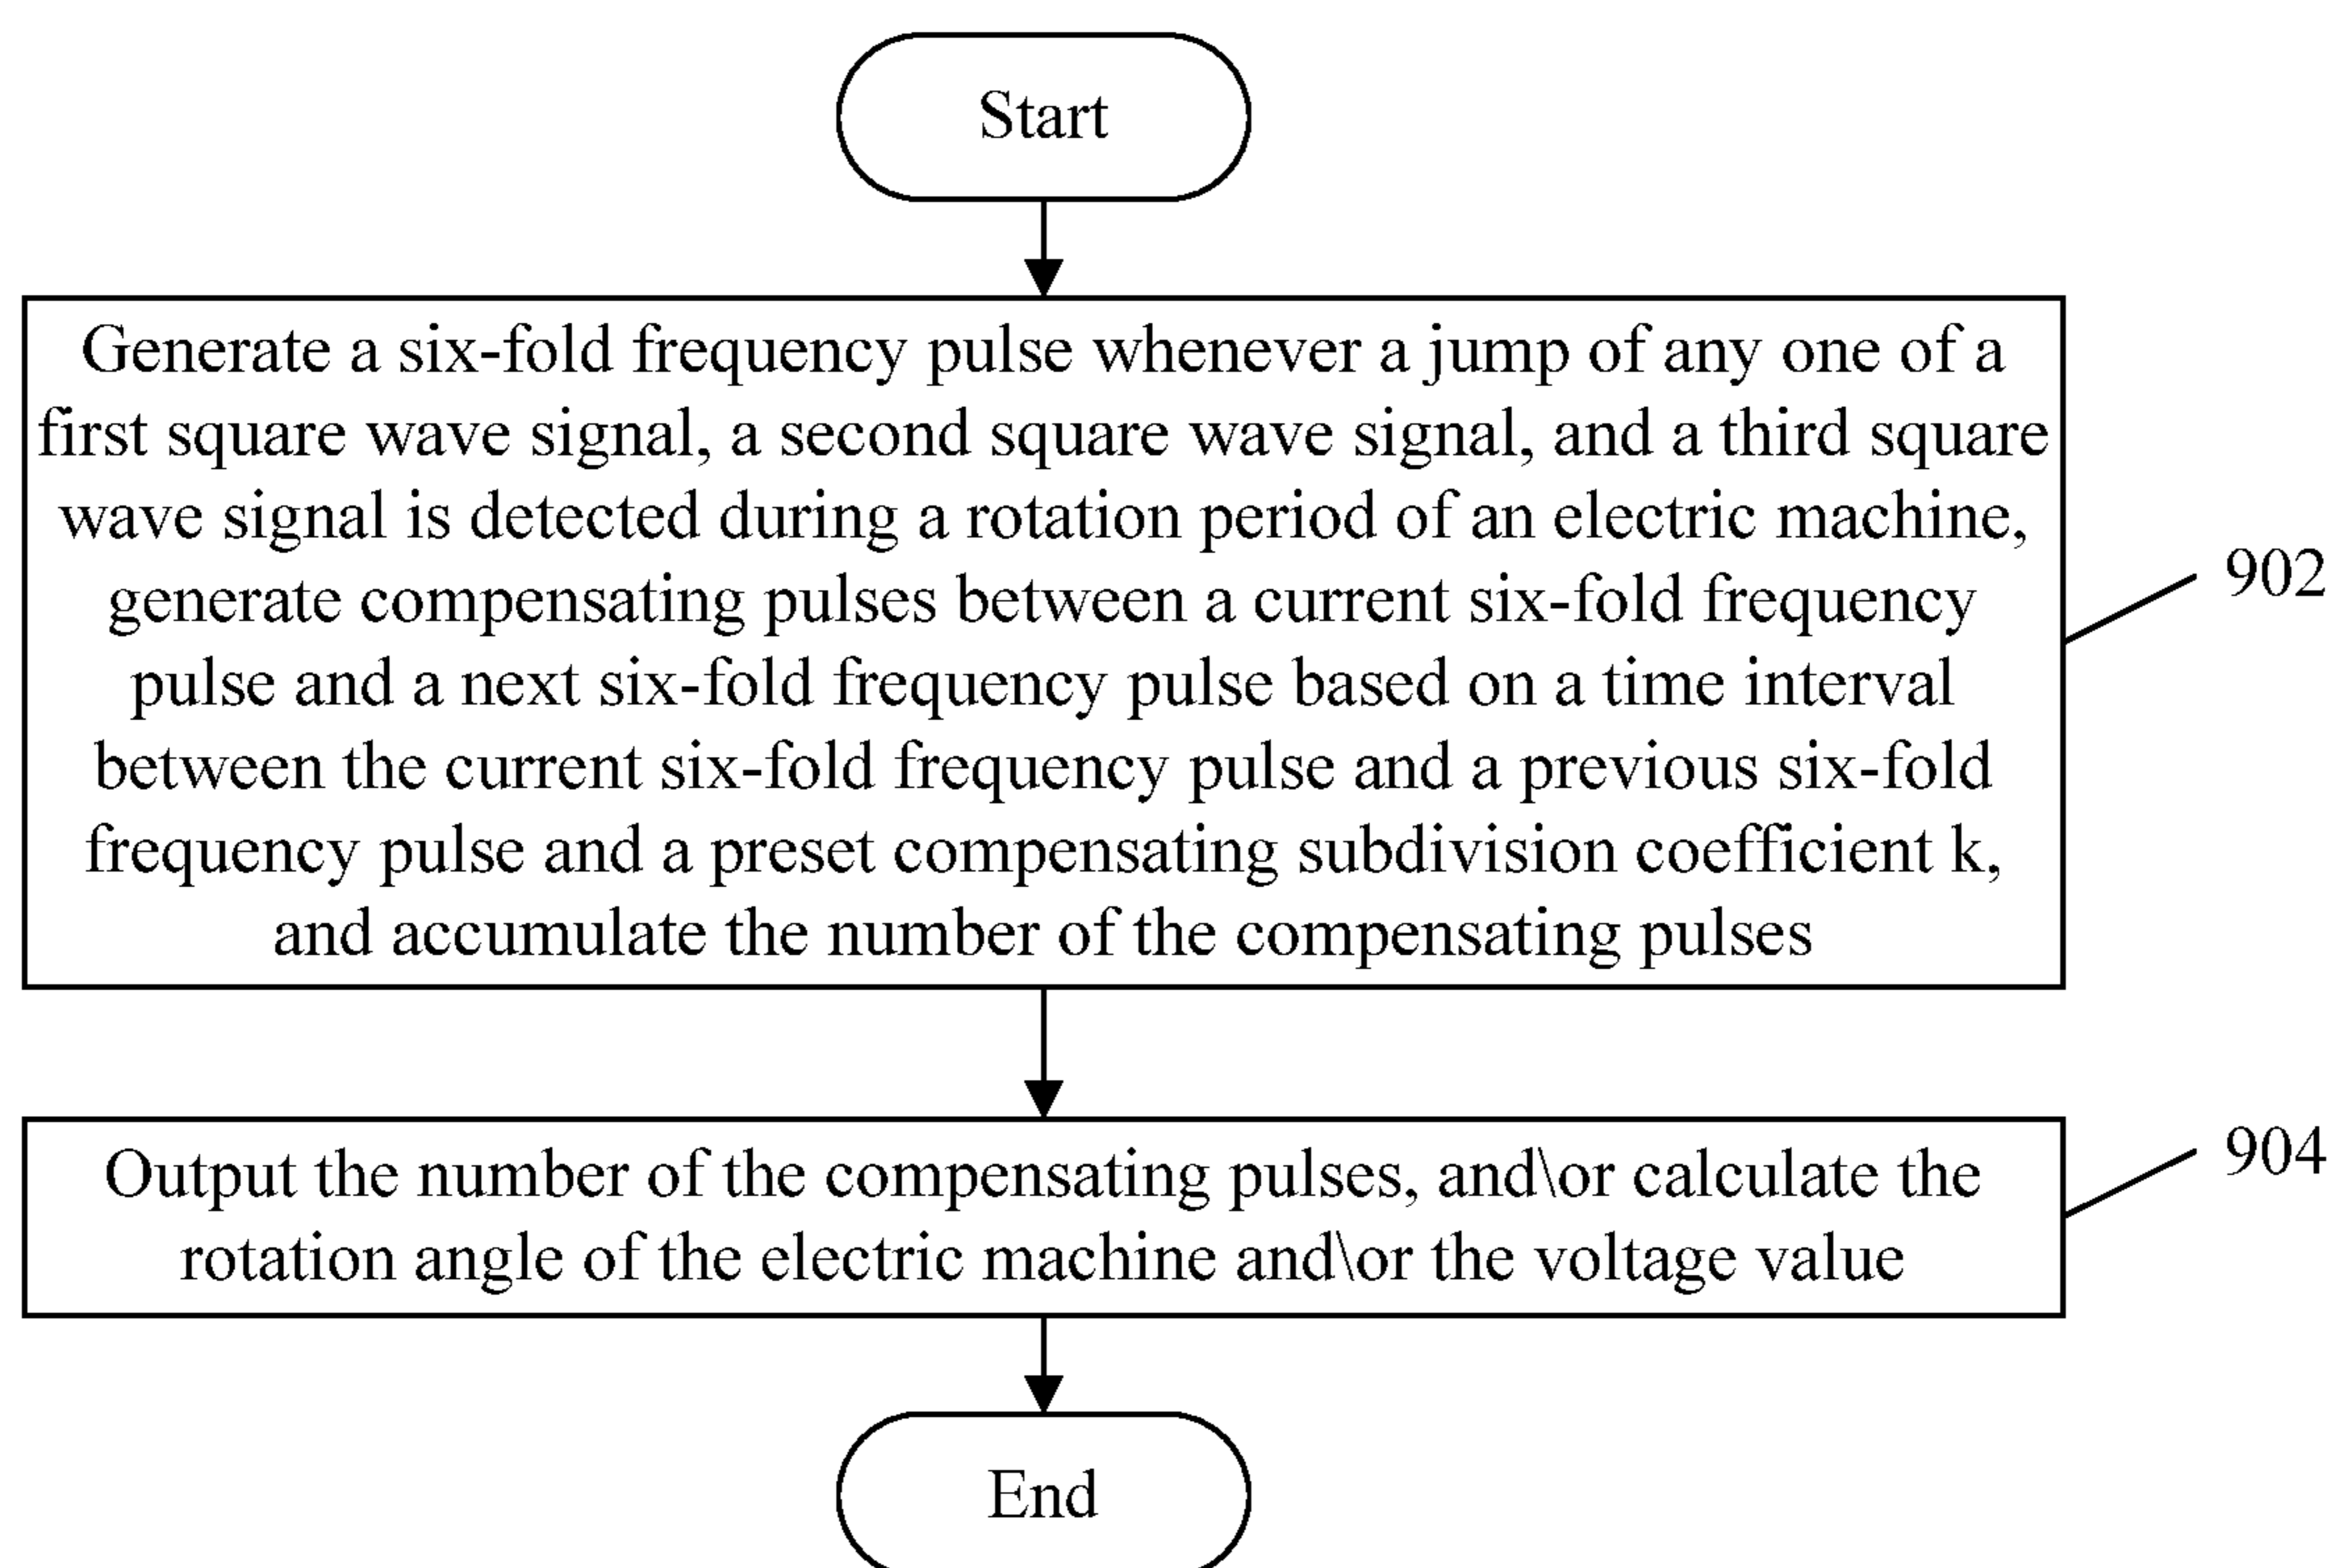 Start
Generate a six-fold frequency pulse whenever a jump of any one of a
first square wave signal, a second square wave signal, and a third square
wave signal is detected during a rotation period of an electric machine,
generate compensating pulses between a current six-fold frequency
pulse and a next six-fold frequency pulse based on a time interval
between the current six-fold frequency pulse and a previous six-fold
frequency pulse and a preset compensating subdivision coefficient k,
and accumulate the number of the compensating pulses
902
Output the number of the compensating pulses, and\or calculate the
rotation angle of the electric machine and\or the voltage value
904
End